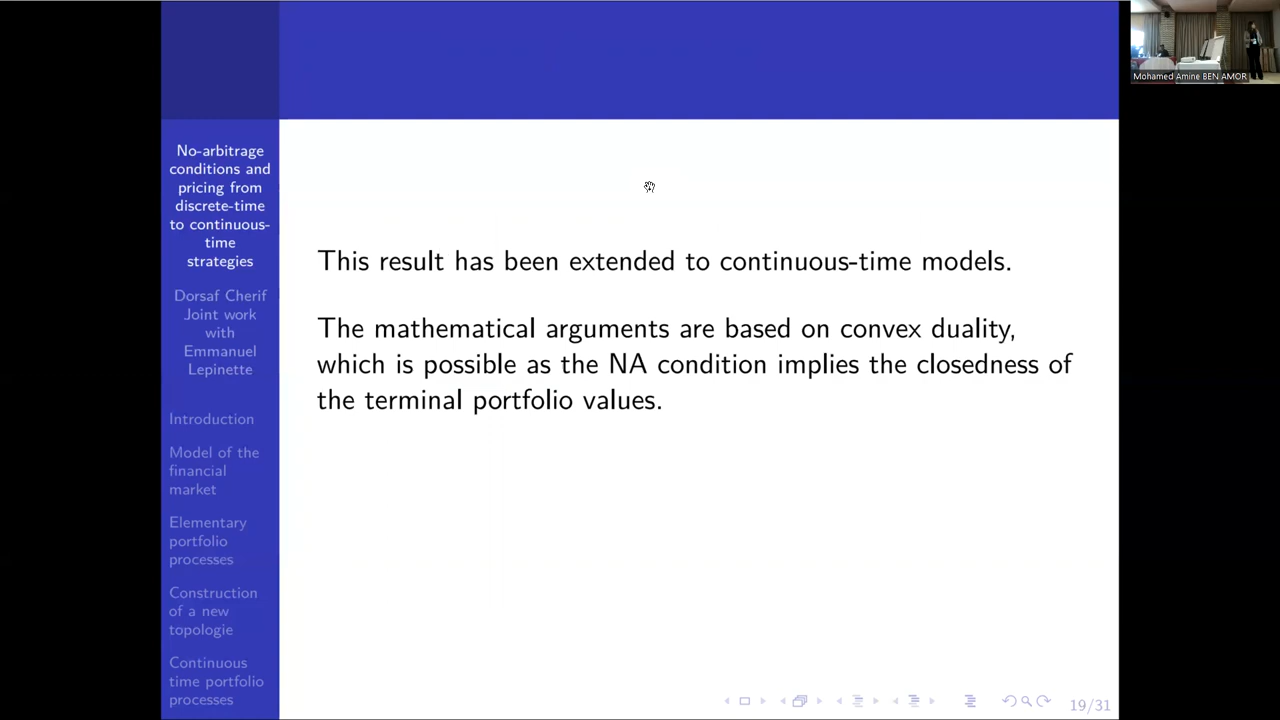 No-arbitrage
conditions and
pricing from
discrete-time
to continuous-
time
strategies
Dorsaf Cherif
Joint work
with
Emmanuel
Lepinette
Introduction
Model of the
financial
market
Elementary
portfolio
processes
Construction
of a new
topologie
Continuous
time portfolio
processes
This result has been extended to continuous-time models.
The mathematical arguments are based on convex duality,
which is possible as the NA condition implies the closedness of
the terminal portfolio values.
19/31
Mohamed Amine BEN AMOR